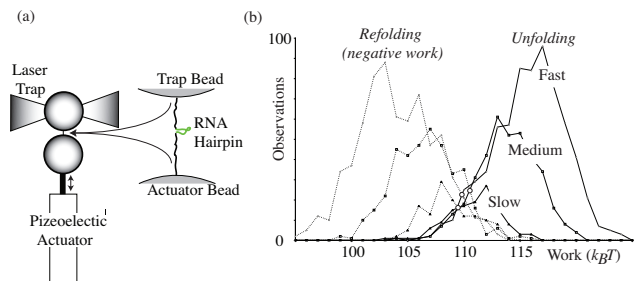 (a)
Laser
Trap
Trap Bead
RNA
Hairpin
Actuator Bead
Pizeoelectic
Actuator
(b)
100
Observations
0
Refolding
(negative work)
Unfolding
Fast
Medium
Slow
100
105
110
115
Work (kBT)